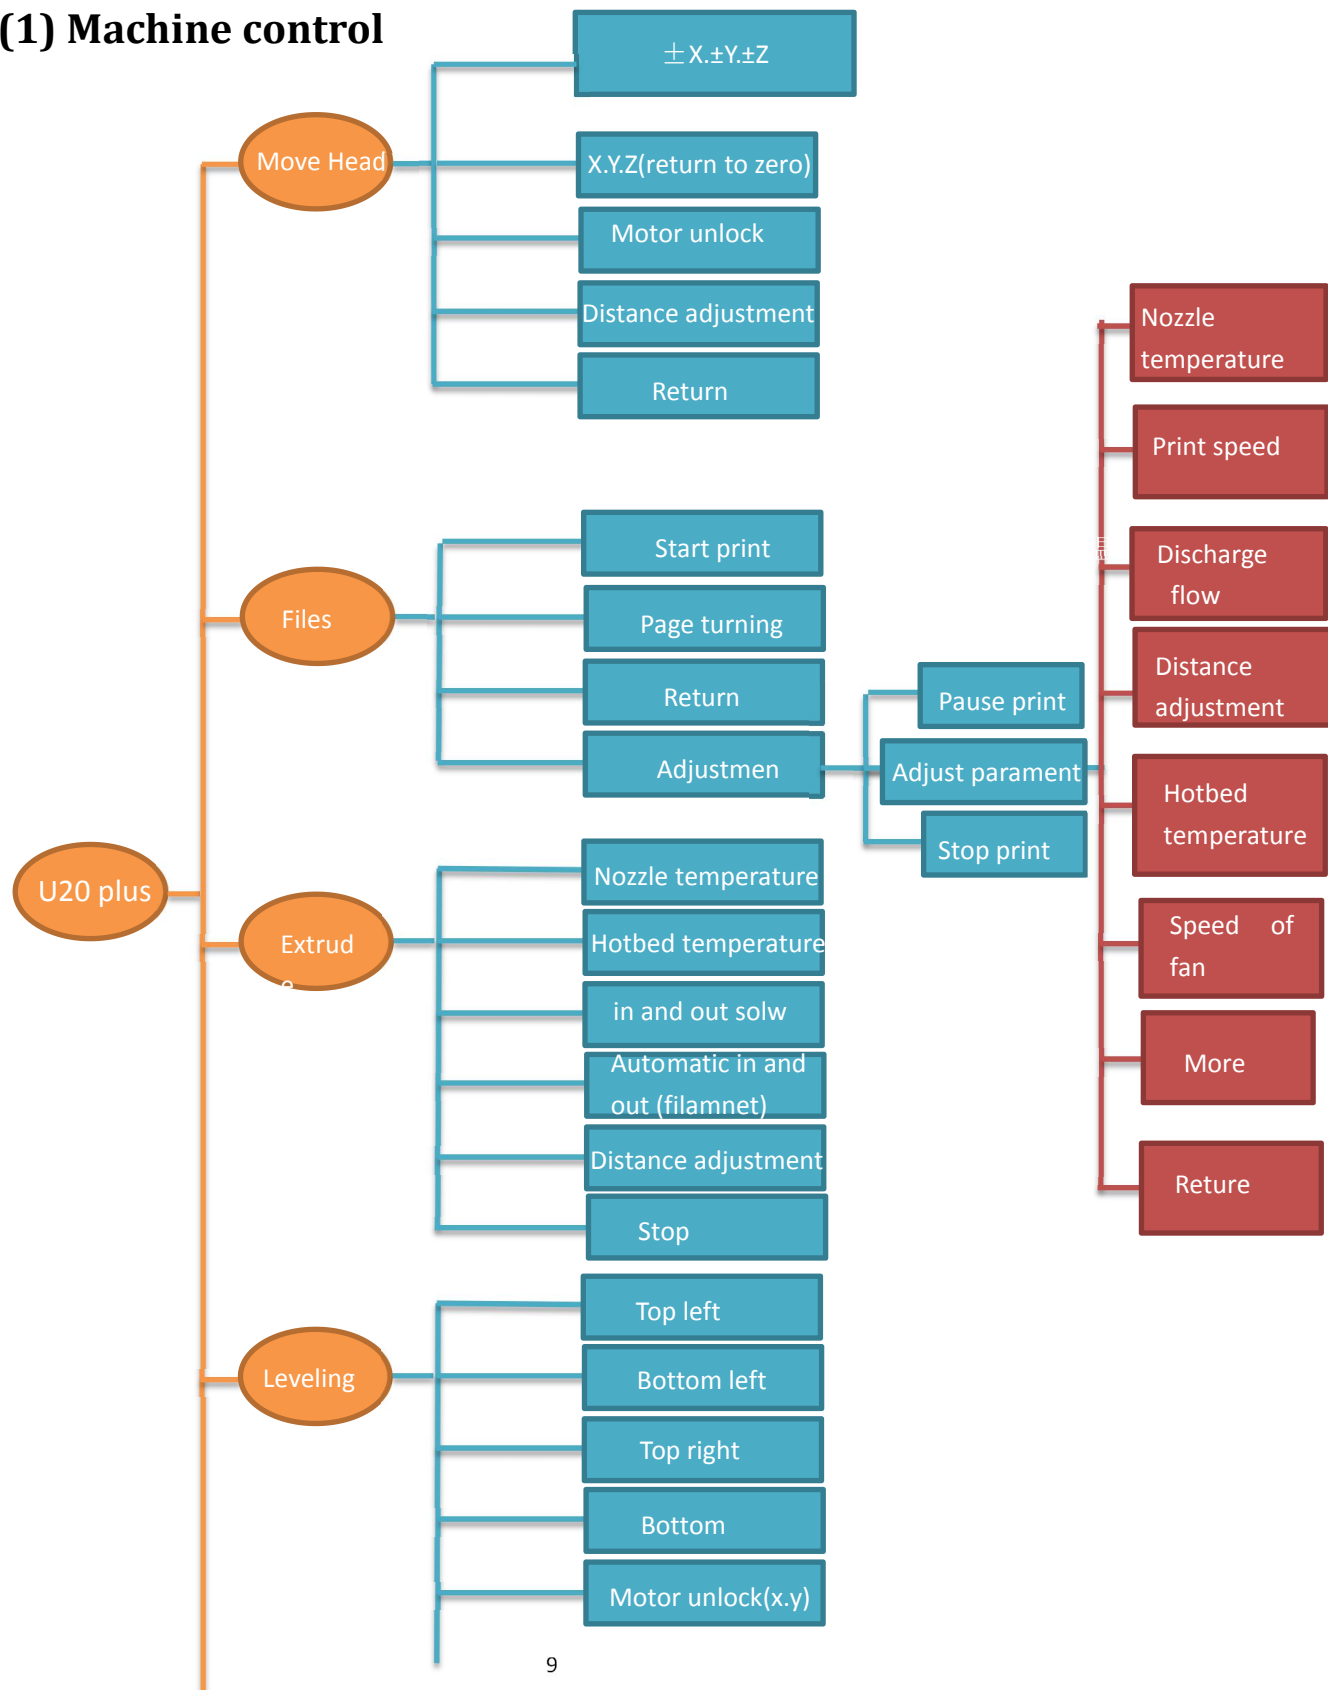 (1) Machine control
±X.±Y.±Z
Move Head
X.Y.Z(return to zero)
Motor unlock
Distance adjustment
Return
Nozzle
temperature
Print speed
Discharge
flow
Distance
adjustment
Hotbed
temperature
Speed of
fan
More
Reture
Start print
Files
Page turning
Return
Adjustmen
Pause print
Adjust parament
Stop print
U20 plus
Extrud
e
Nozzle temperature
Hotbed temperature
in and out solw
Automatic in and
out (filamnet)
Distance adjustment
Stop
Top left
Leveling
Bottom left
Top right
Bottom
Motor unlock(x.y)
9